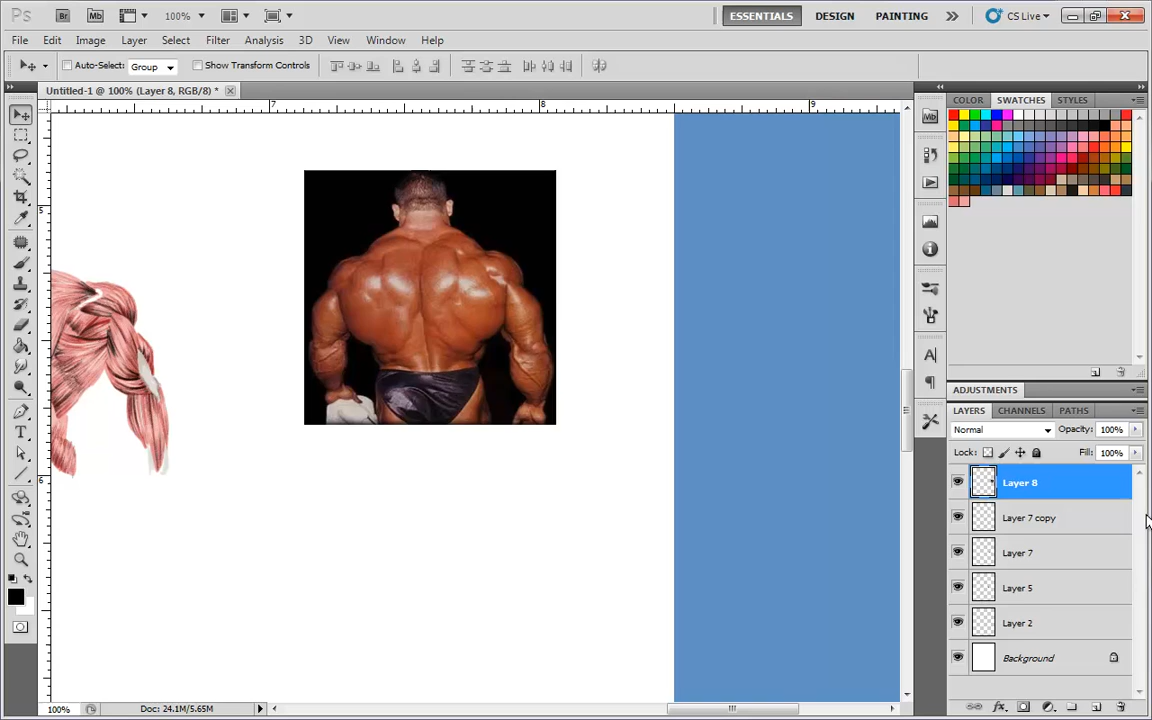 Ps Br Mb 100% ESSENTIALS DESIGN PAINTING CS Live
File Edit Image Layer Select Filter Analysis 3D View Window Help
Auto-Select: Group Show Transform Controls
Untitled-1 @ 100% (Layer 8, RGB/8) *
7 8 9
5
6
COLOR SWATCHES STYLES
Mb
ADJUSTMENTS
LAYERS CHANNELS PATHS
Normal Opacity: 100%
Lock: Fill: 100%
Layer 8
Layer 7 copy
Layer 7
Layer 5
Layer 2
Background
100% Doc: 24.1M/5.65M